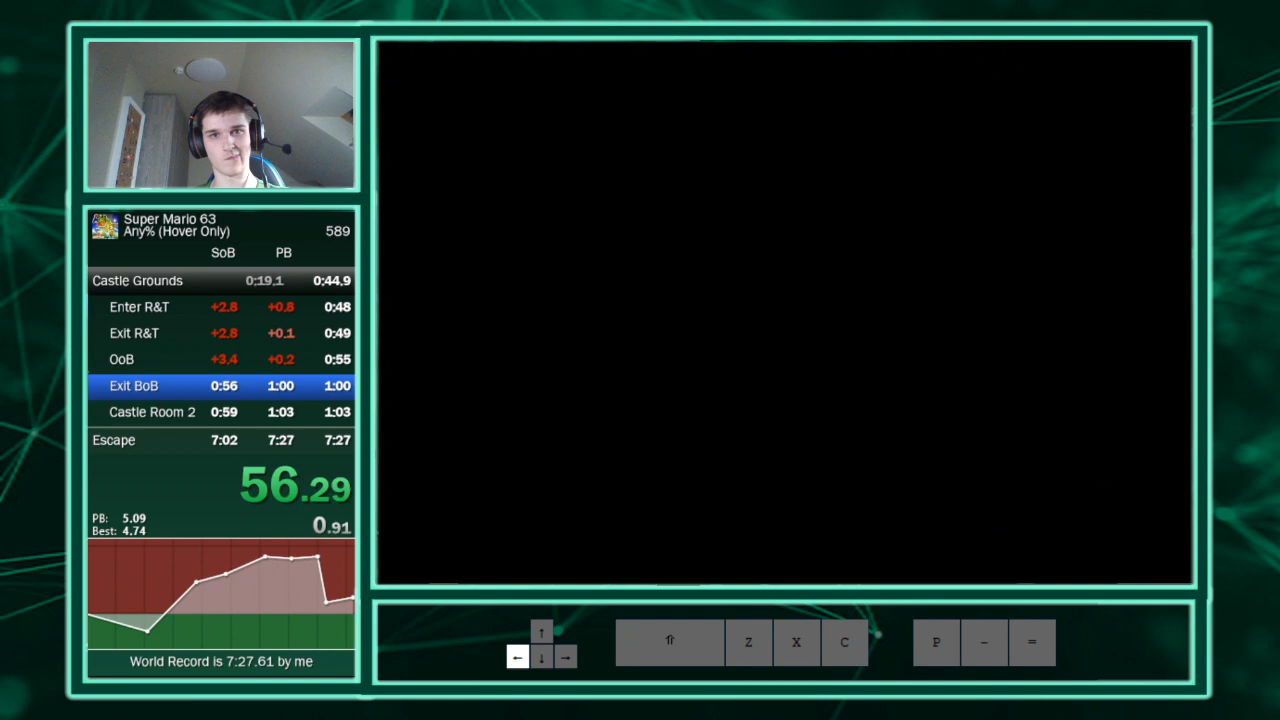 Super Mario 63
Any% (Hover Only) 589
SoB PB
Castle Grounds 0:19.1 0:44.9
Enter R&T +2.8 +0.8 0:48
Exit R&T +2.8 +0.1 0:49
OoB +3.4 +0.2 0:55
Exit BoB 0:56 1:00 1:00
Castle Room 2 0:59 1:03 1:03
Escape 7:02 7:27 7:27
56.29
PB: 5.09
Best: 4.74
0.91
World Record is 7:27.61 by me
↑
← ↓ →
⇧ Z X C P - =